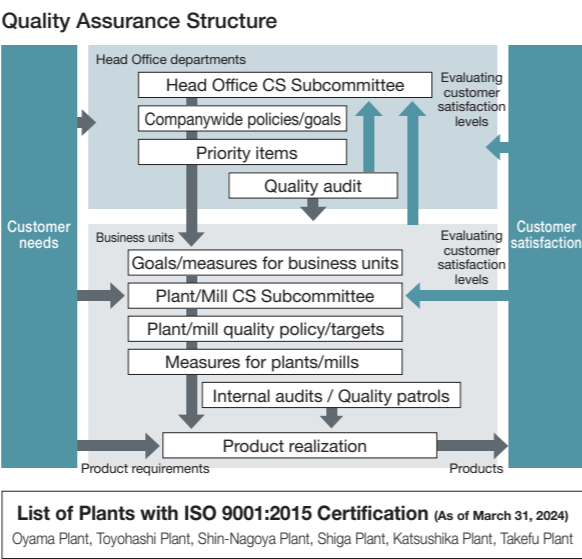 Quality Assurance Structure
Head Office departments
Head Office CS Subcommittee
Companywide policies/goals
Priority items
Quality audit
Evaluating
customer
satisfaction
levels
Customer
needs
Customer
satisfaction
Business units
Evaluating
customer
satisfaction
levels
Goals/measures for business units
Plant/Mill CS Subcommittee
Plant/mill quality policy/targets
Measures for plants/mills
Internal audits / Quality patrols
Product realization
Product requirements
Products
List of Plants with ISO 9001:2015 Certification (As of March 31, 2024)
Oyama Plant, Toyohashi Plant, Shin-Nagoya Plant, Shiga Plant, Katsushika Plant, Takefu Plant